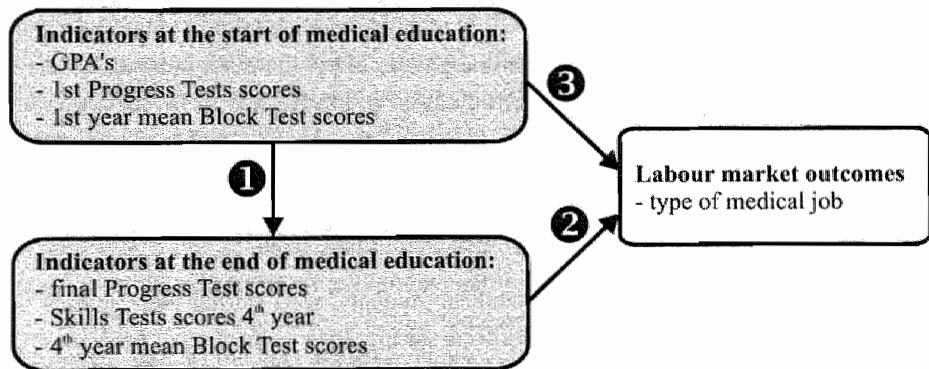 Indicators at the start of medical education:
- GPA's
- 1st Progress Tests scores
- 1st year mean Block Test scores
3
1
Labour market outcomes
- type of medical job
2
Indicators at the end of medical education:
- final Progress Test scores
- Skills Tests scores 4th year
- 4th year mean Block Test scores